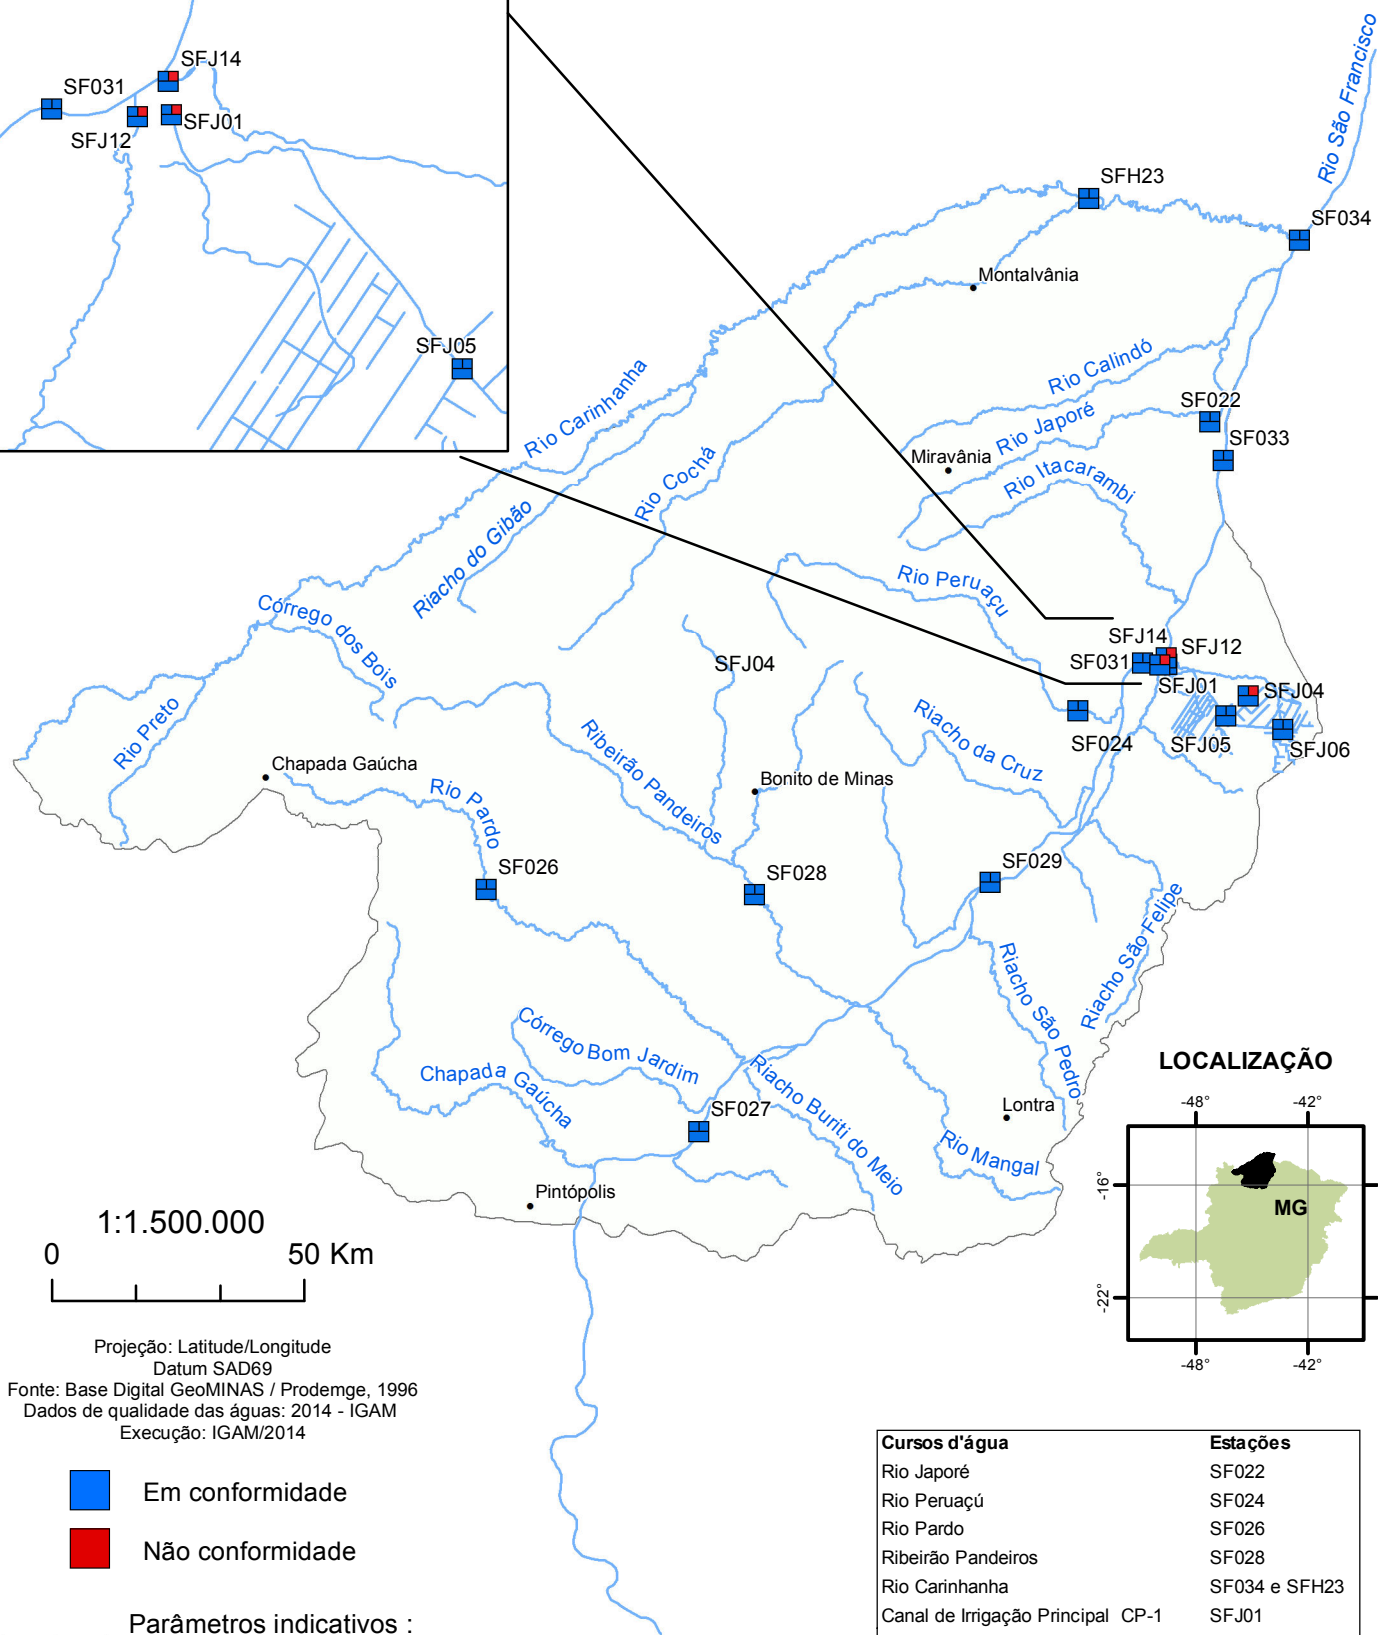 SFJ14
SF031
SFJ01
SFJ12
SFJ05
Rio São Francisco
SFH23
SF034
Montalvânia
Rio Calindó
SF022
Rio Japoré
SF033
Miravânia
Rio Itacarambi
Rio Carinhanha
Rio Cochá
Riacho do Gibão
Rio Peruaçu
Córrego dos Bois
SFJ14
SFJ12
SF031
SFJ04
SFJ01
SFJ04
Rio Preto
Riacho da Cruz
SF024
SFJ05
SFJ06
Chapada Gaúcha
Ribeirão Pandeiros
Bonito de Minas
Rio Pardo
SF026
SF028
SF029
Riacho São Felipe
Riacho São Pedro
Córrego Bom Jardim
Chapada Gaúcha
Riacho Buriti do Meio
SF027
Lontra
Rio Mangal
Pintópolis
LOCALIZAÇÃO
-48° -42°
-16°
MG
-22°
-48° -42°
1:1.500.000
0 50 Km
Projeção: Latitude/Longitude
Datum SAD69
Fonte: Base Digital GeoMINAS / Prodemge, 1996
Dados de qualidade das águas: 2014 - IGAM
Execução: IGAM/2014
Em conformidade
Não conformidade
Parâmetros indicativos :
Cursos d'água Estações
Rio Japoré SF022
Rio Peruaçú SF024
Rio Pardo SF026
Ribeirão Pandeiros SF028
Rio Carinhanha SF034 e SFH23
Canal de Irrigação Principal CP-1 SFJ01